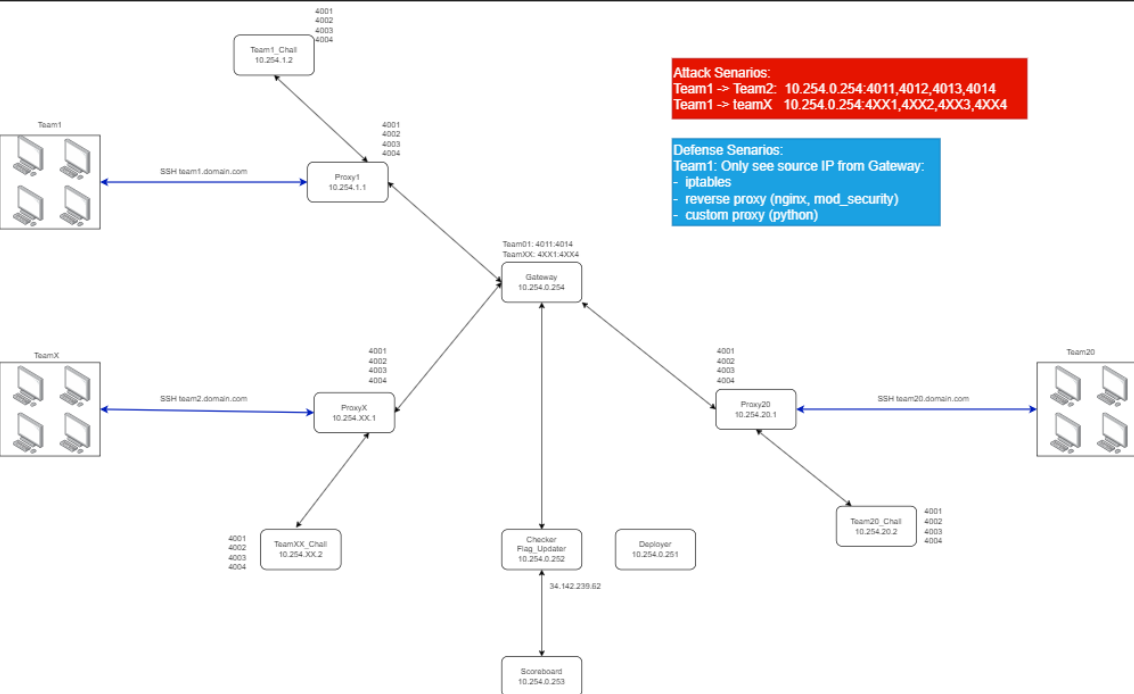 4001
4002
4003
4004
Team1_Chall
10.254.1.2
Attack Senarios:
Team1 -> Team2: 10.254.0.254:4011,4012,4013,4014
Team1 -> teamX 10.254.0.254:4XX1,4XX2,4XX3,4XX4
Team1
4001
4002
4003
4004
Defense Senarios:
Team1: Only see source IP from Gateway:
- iptables
- reverse proxy (nginx, mod_security)
- custom proxy (python)
SSH team1.domain.com
Proxy1
10.254.1.1
Team01: 4011:4014
TeamXX: 4XX1:4XX4
Gateway
10.254.0.254
TeamX
4001
4002
4003
4004
4001
4002
4003
4004
Team20
SSH team2.domain.com
ProxyX
10.254.XX.1
Proxy20
10.254.20.1
SSH team20.domain.com
4001
4002
4003
4004
TeamXX_Chall
10.254.XX.2
Checker
Flag_Updater
10.254.0.252
Deployer
10.254.0.251
Team20_Chall
10.254.20.2
4001
4002
4003
4004
34.142.239.62
Scoreboard
10.254.0.253